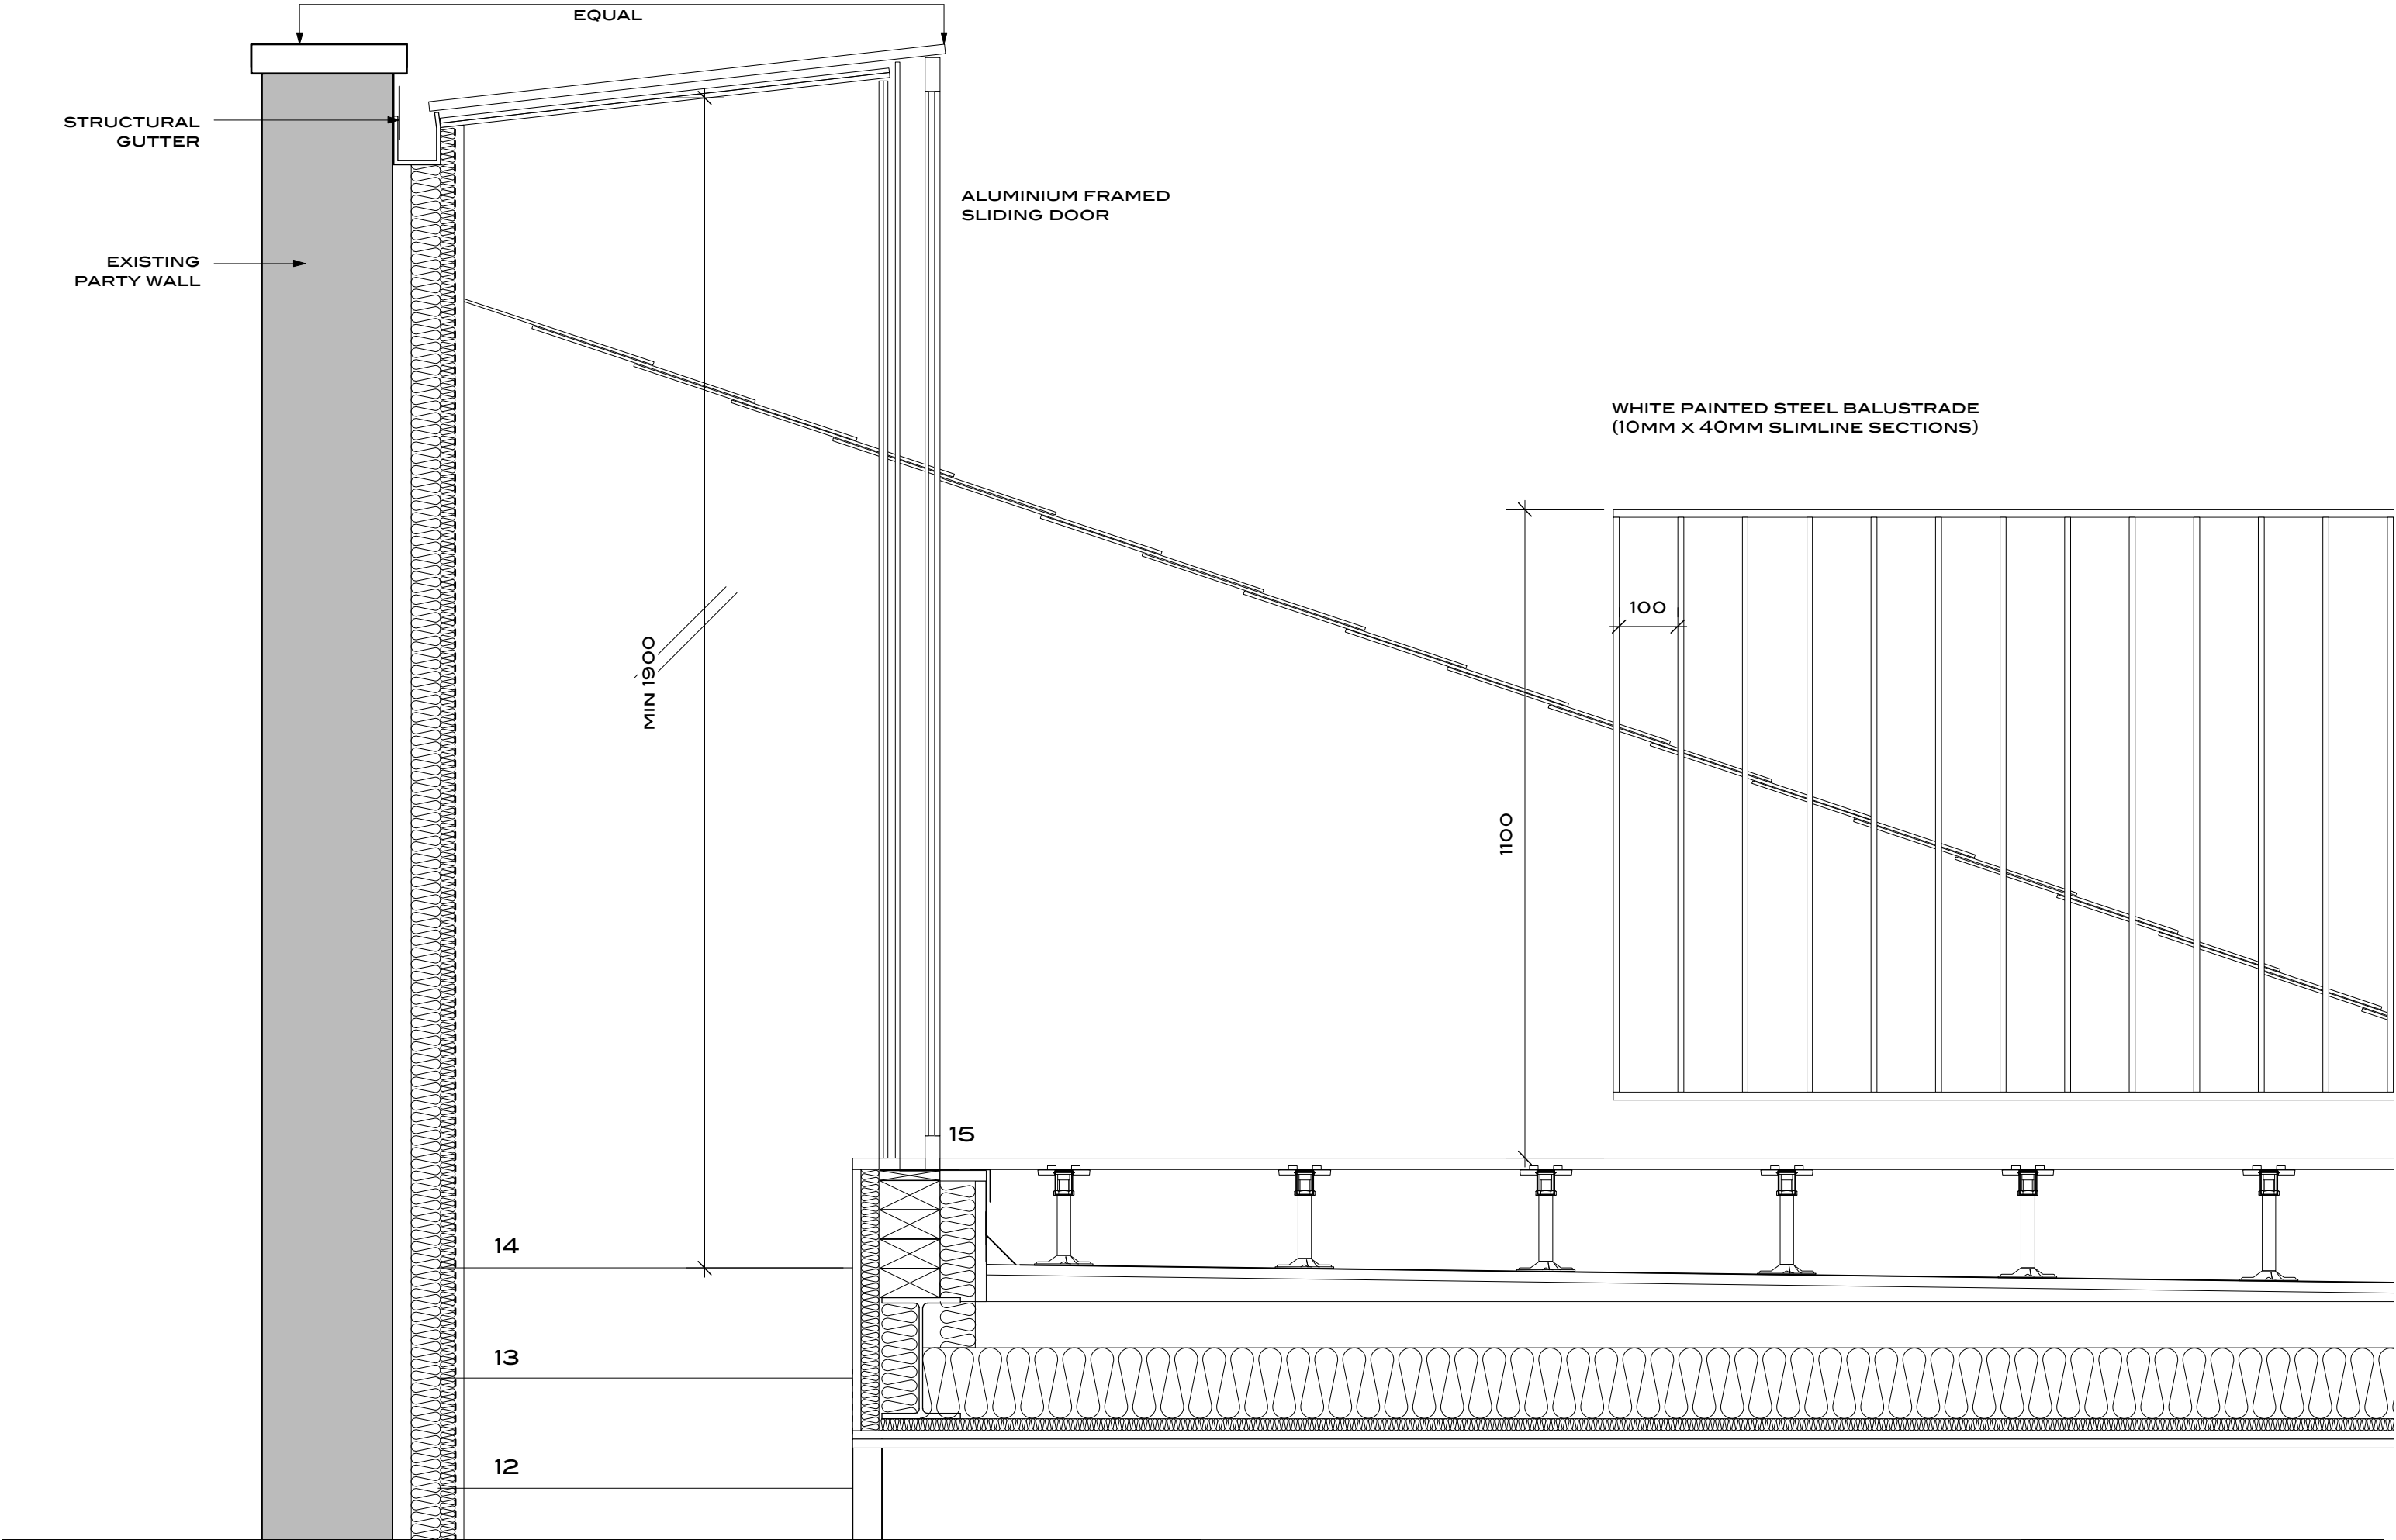 EQUAL
STRUCTURAL
GUTTER
ALUMINIUM FRAMED
SLIDING DOOR
EXISTING
PARTY WALL
WHITE PAINTED STEEL BALUSTRADE
(10MM X 40MM SLIMLINE SECTIONS)
100
MIN 1900
1100
15
14
13
12